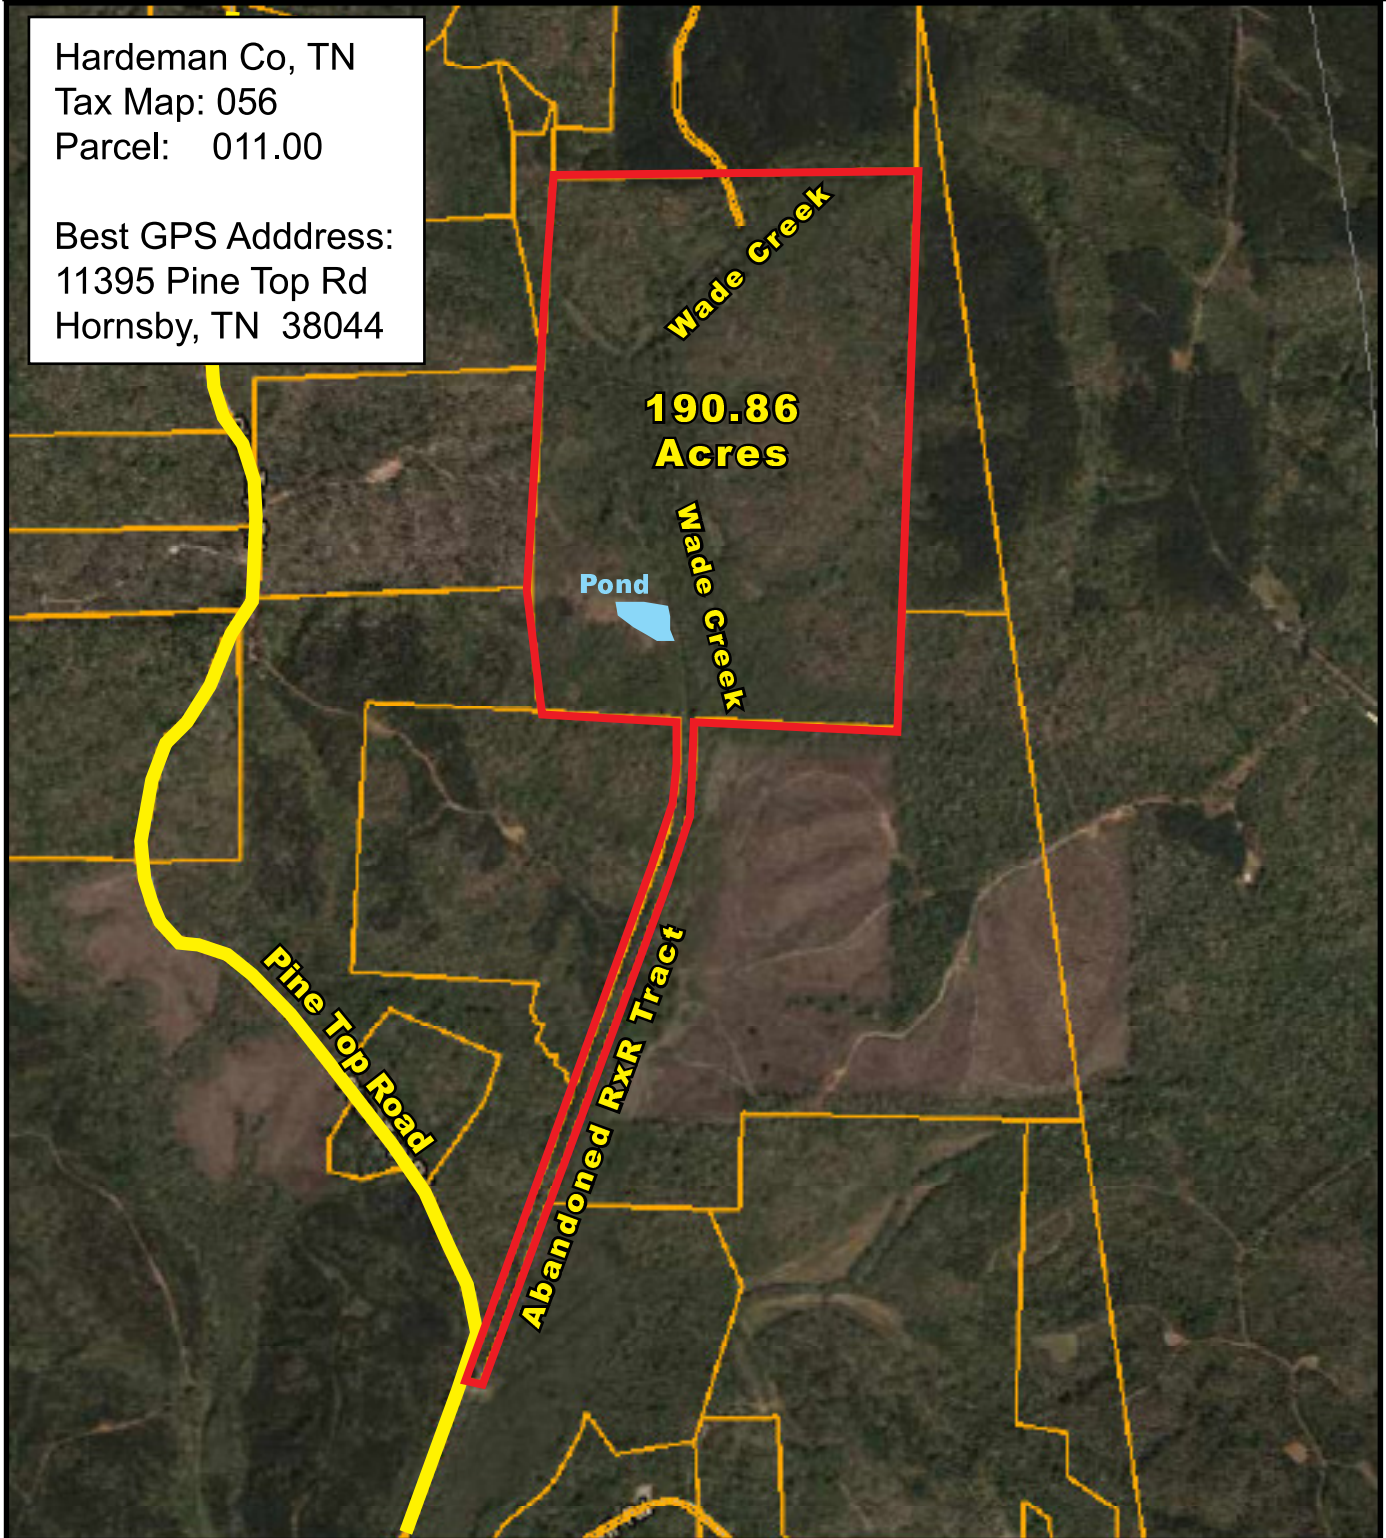 Hardeman Co, TN
Tax Map: 056
Parcel: 011.00
Best GPS Adddress:
11395 Pine Top Rd
Hornsby, TN 38044
Wade Creek
190.86
Acres
Wade Creek
Pond
Pine Top Road
Abandoned RxR Tract